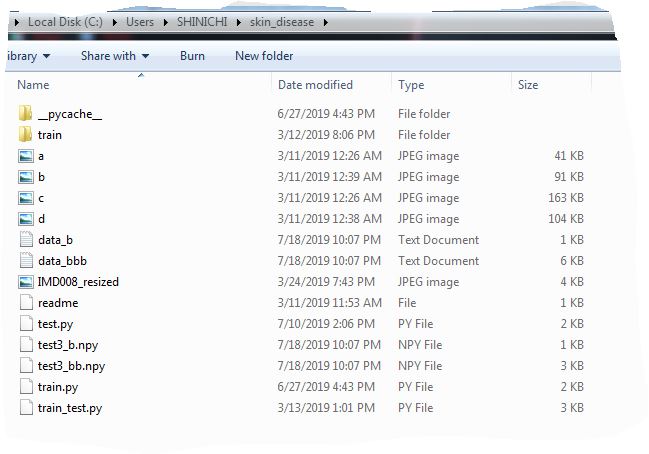 Local Disk (C:) Users SHINICHI skin_disease
ibrary Share with Burn New folder
Name Date modified Type Size
__pycache__ 6/27/2019 4:43 PM File folder
train 3/12/2019 8:06 PM File folder
a 3/11/2019 12:26 AM JPEG image 41 KB
b 3/11/2019 12:39 AM JPEG image 91 KB
c 3/11/2019 12:26 AM JPEG image 163 KB
d 3/11/2019 12:38 AM JPEG image 104 KB
data_b 7/18/2019 10:07 PM Text Document 1 KB
data_bbb 7/18/2019 10:07 PM Text Document 6 KB
IMD008_resized 3/24/2019 7:43 PM JPEG image 4 KB
readme 3/11/2019 11:53 AM File 1 KB
test.py 7/10/2019 2:06 PM PY File 2 KB
test3_b.npy 7/18/2019 10:07 PM NPY File 1 KB
test3_bb.npy 7/18/2019 10:07 PM NPY File 3 KB
train.py 6/27/2019 4:43 PM PY File 2 KB
train_test.py 3/13/2019 1:01 PM PY File 3 KB